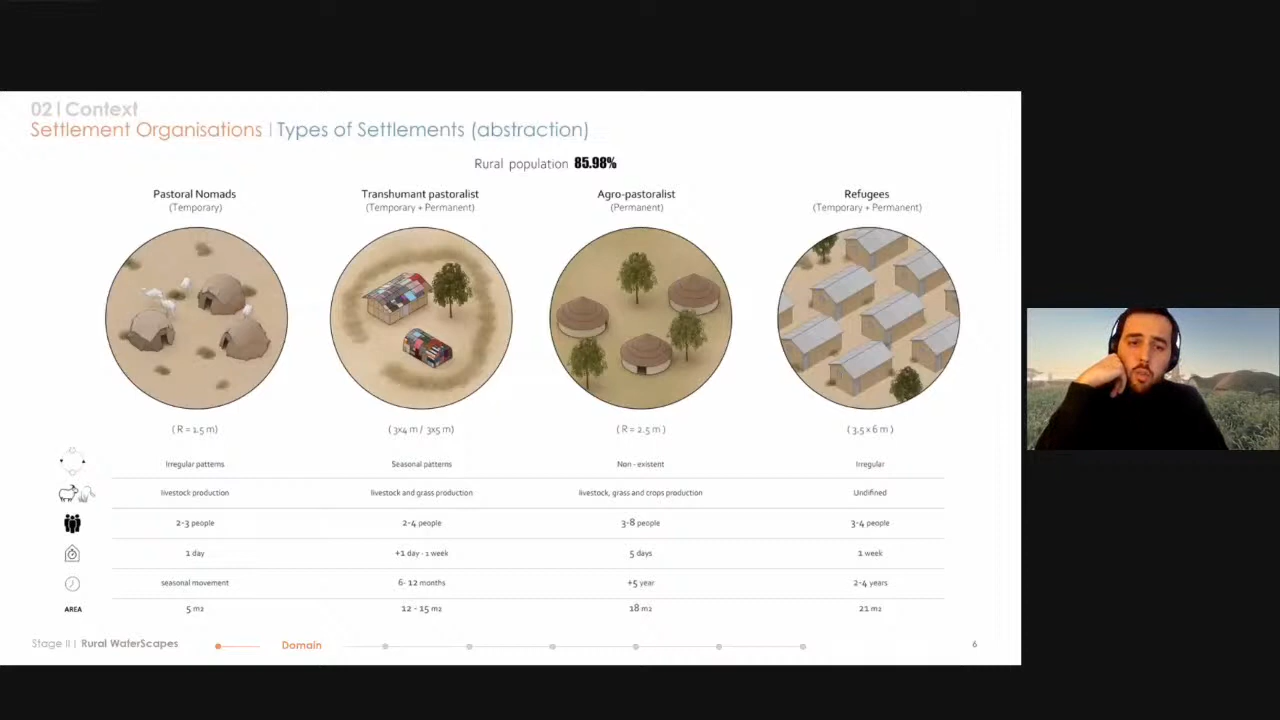 02 | Context
Settlement Organisations | Types of Settlements (abstraction)
Rural population 85.98%
Pastoral Nomads
(Temporary)
Transhumant pastoralist
(Temporary + Permanent)
Agro-pastoralist
(Permanent)
Refugees
(Temporary + Permanent)
( R = 1.5 m)
( 3x4 m / 3x5 m)
( R = 2.5 m )
( 3.5 x 6 m )
Irregular patterns
Seasonal patterns
Non - existent
Irregular
livestock production
livestock and grass production
livestock, grass and crops production
Undifined
2-3 people
2-4 people
3-8 people
3-4 people
1 day
+1 day - 1 week
5 days
1 week
seasonal movement
6- 12 months
+5 year
2-4 years
AREA
5 m2
12 - 15 m2
18 m2
21 m2
Stage II | Rural WaterScapes
Domain
6